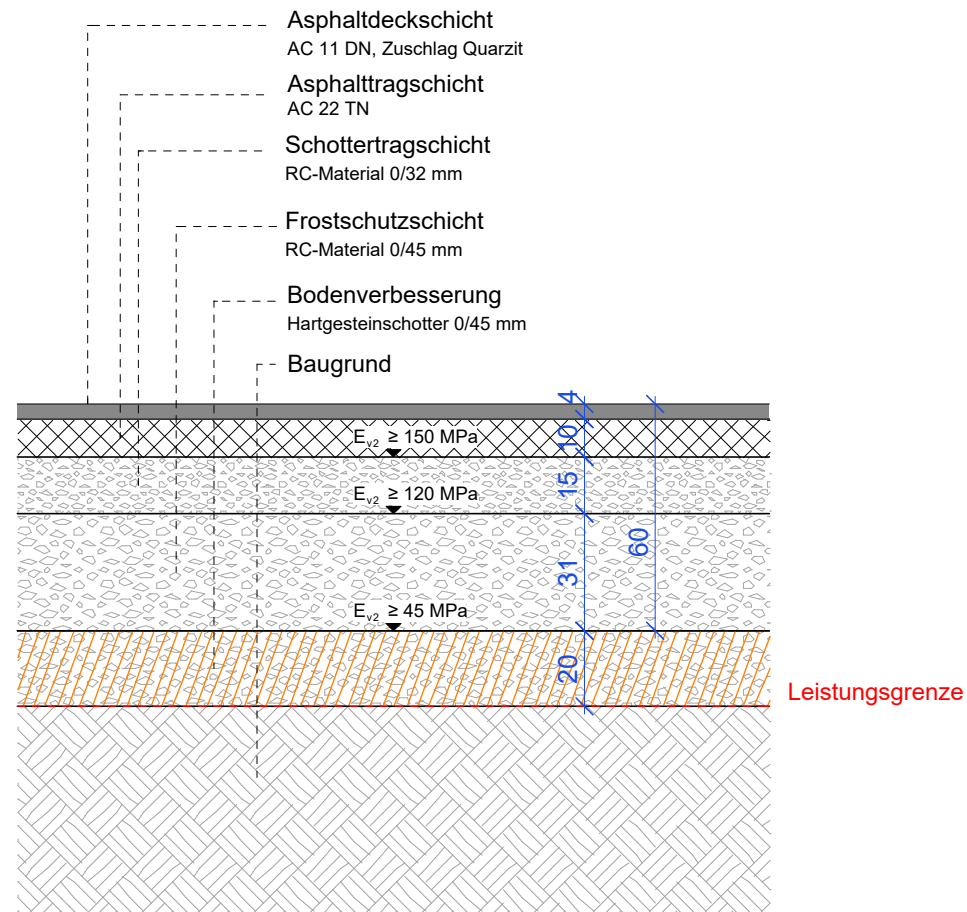 Asphaltdeckschicht
AC 11 DN, Zuschlag Quarzit
Asphalttragschicht
AC 22 TN
Schottertragschicht
RC-Material 0/32 mm
Frostschutzschicht
RC-Material 0/45 mm
Bodenverbesserung
Hartgesteinschotter 0/45 mm
Baugrund
4
Ev2 ≥ 150 MPa
10
Ev2 ≥ 120 MPa
15
60
31
Ev2 ≥ 45 MPa
20
Leistungsgrenze